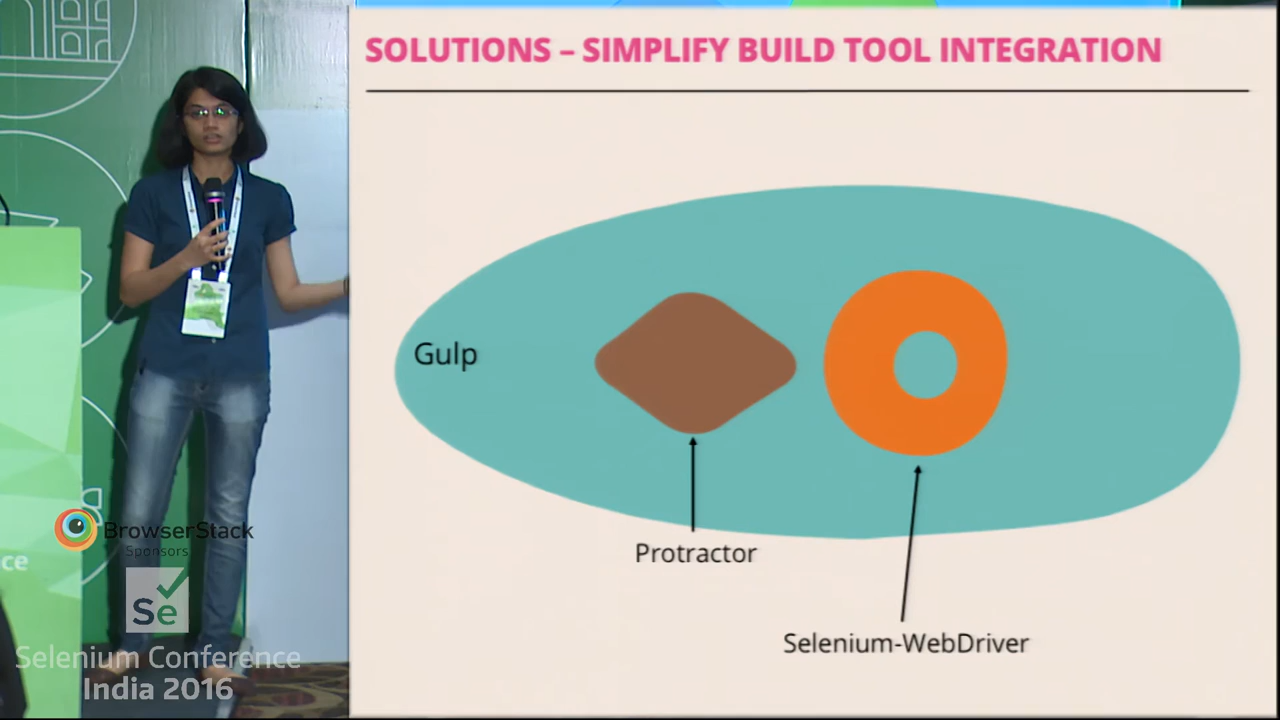 SOLUTIONS – SIMPLIFY BUILD TOOL INTEGRATION
Gulp
Protractor
Selenium-WebDriver
BrowserStack
Sponsors
ce
Se
Selenium Conference
India 2016